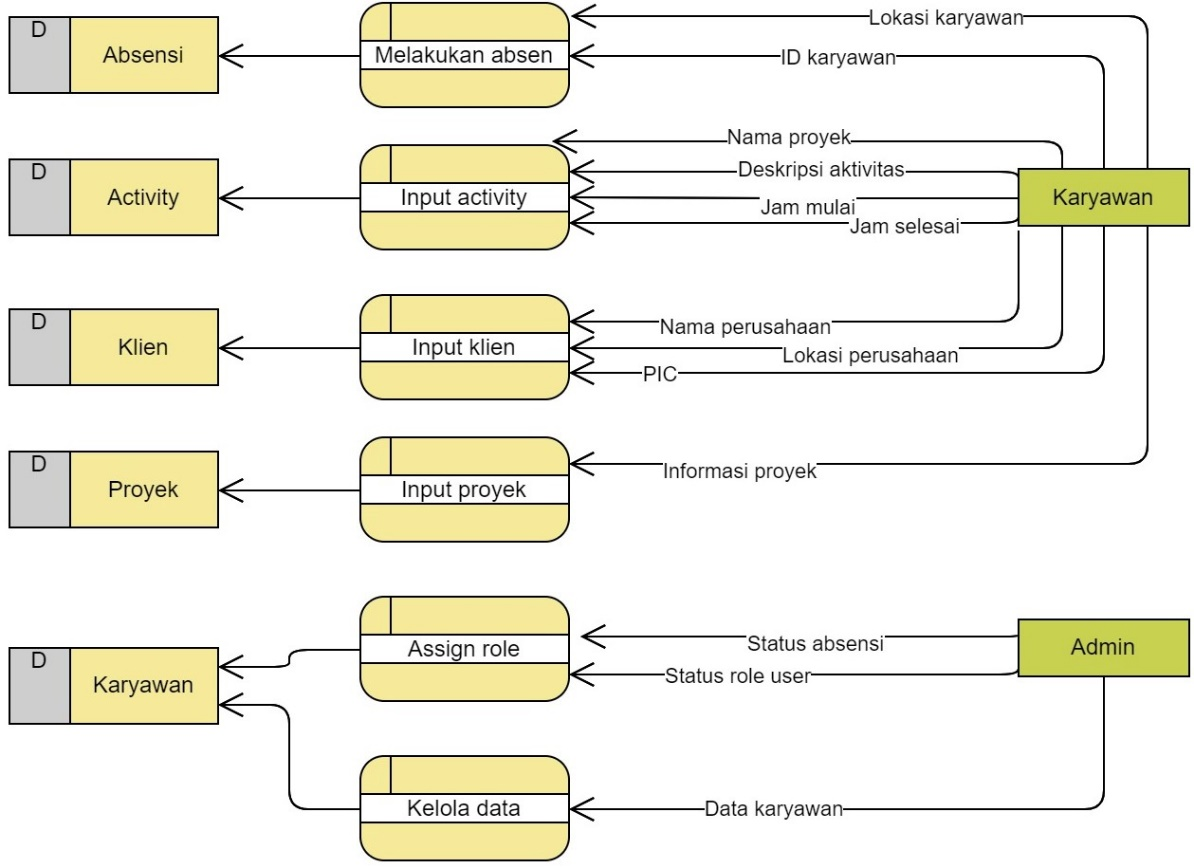 D
Absensi
Melakukan absen
Lokasi karyawan
ID karyawan
D
Activity
Input activity
Nama proyek
Deskripsi aktivitas
Jam mulai
Jam selesai
Karyawan
D
Klien
Input klien
Nama perusahaan
Lokasi perusahaan
PIC
D
Proyek
Input proyek
Informasi proyek
D
Karyawan
Assign role
Status absensi
Status role user
Admin
Kelola data
Data karyawan